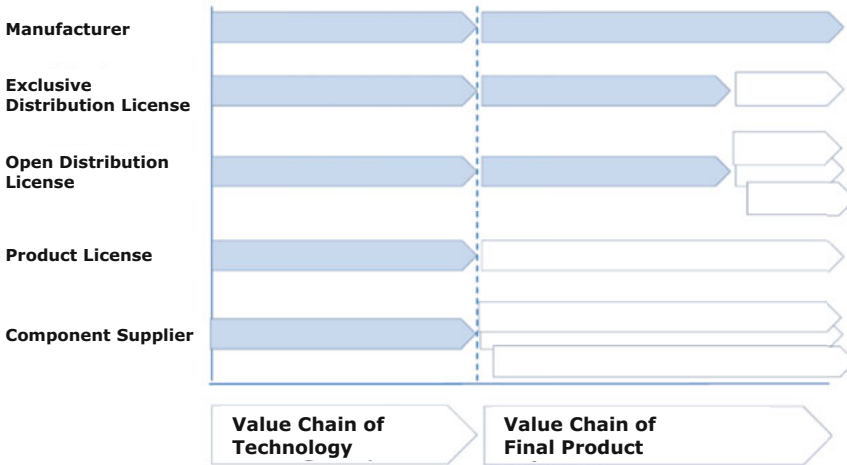 Manufacturer
Exclusive
Distribution License
Open Distribution
License
Product License
Component Supplier
Value Chain of
Technology
Value Chain of
Final Product